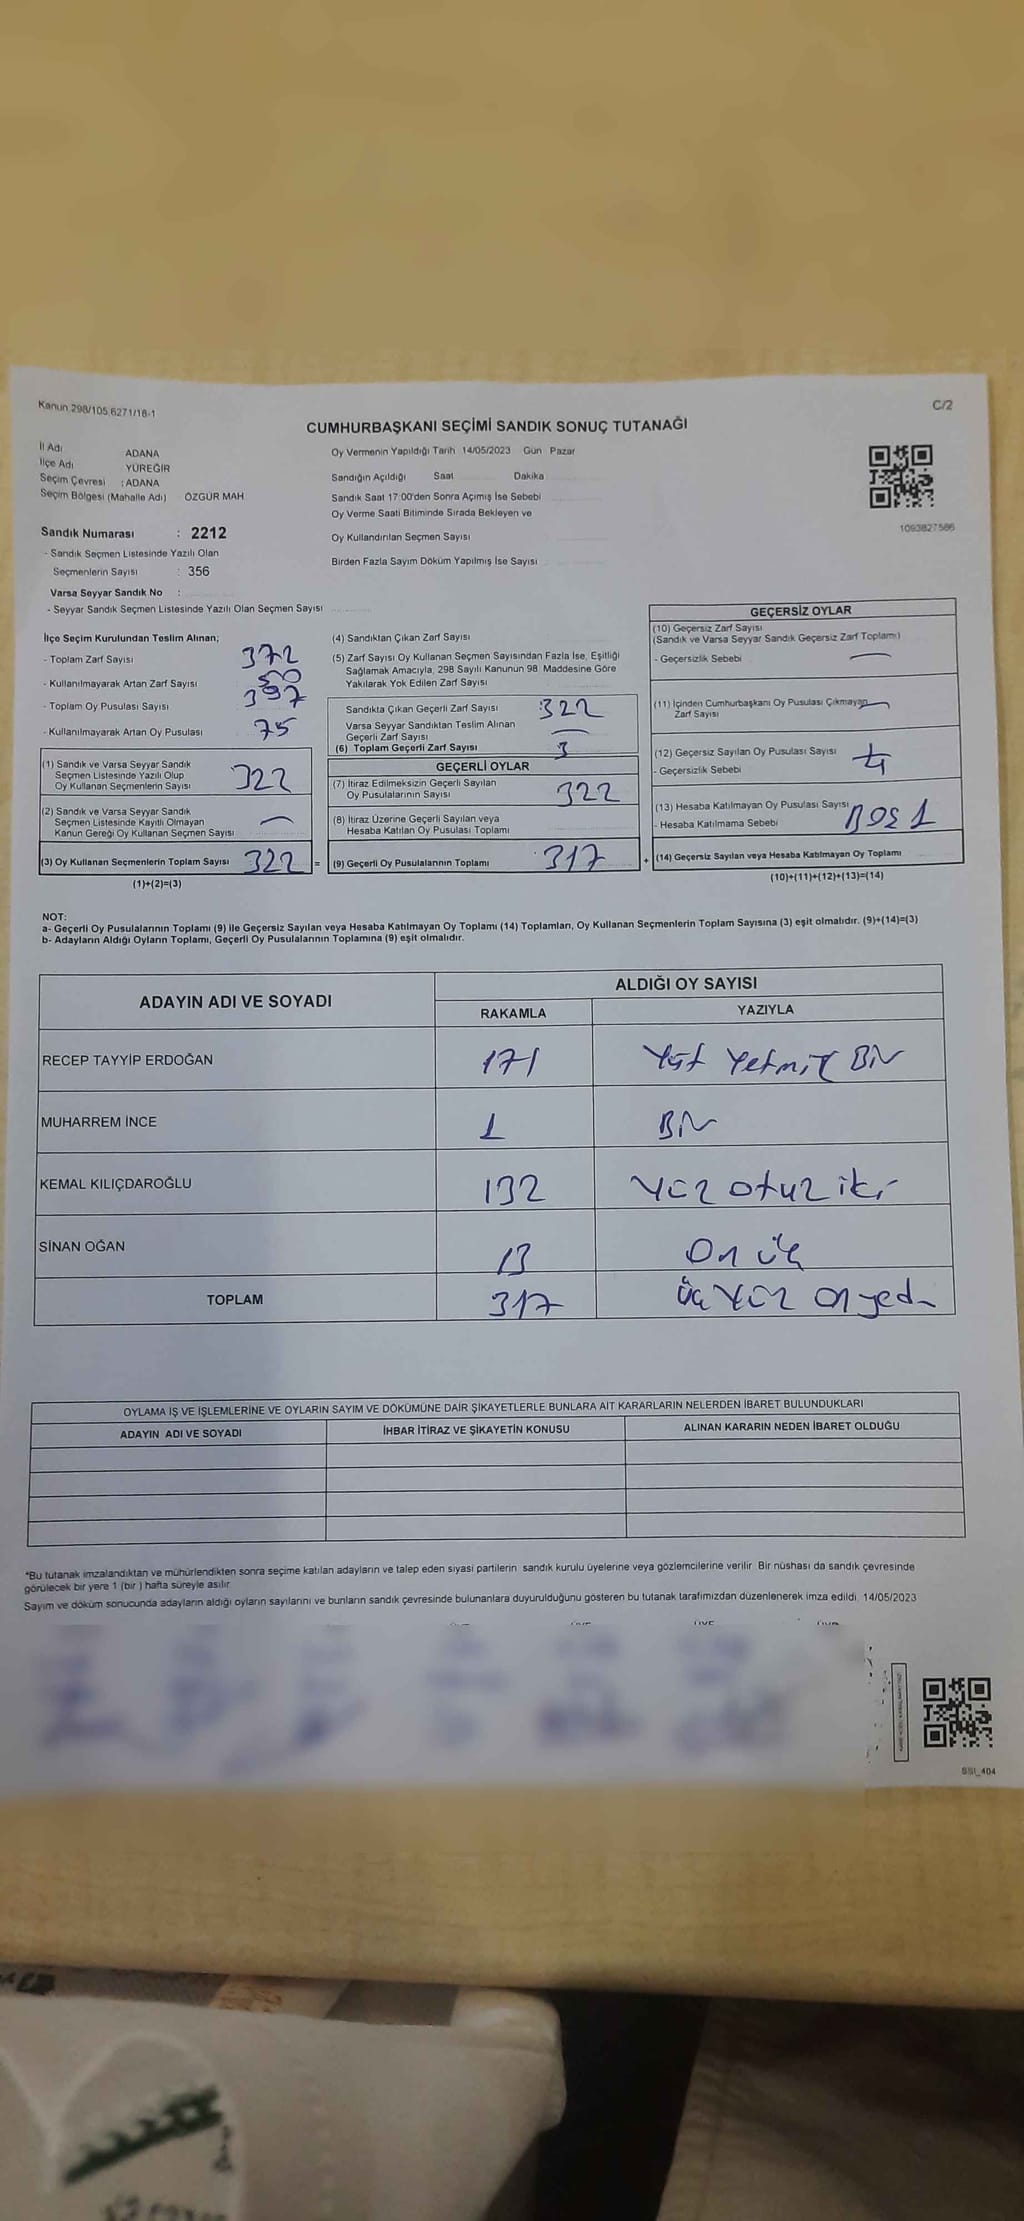 Kanun 298/105.6271/18-1
C/2
CUMHURBAŞKANI SEÇİMİ SANDIK SONUÇ TUTANAĞI
İl Adı ADANA
İlçe Adı YÜREĞİR
Seçim Çevresi : ADANA
Seçim Bölgesi (Mahalle Adı) ÖZGÜR MAH
Oy Vermenin Yapıldığı Tarih 14/05/2023 Gün Pazar
Sandığın Açıldığı Saat Dakika
Sandık Saat 17:00'den Sonra Açımış İse Sebebi
Oy Verme Saati Bitiminde Sırada Bekleyen ve
Oy Kullandırılan Seçmen Sayısı
Birden Fazla Sayım Döküm Yapılmış İse Sayısı
1093827586
Sandık Numarası : 2212
- Sandık Seçmen Listesinde Yazılı Olan
Seçmenlerin Sayısı : 356
Varsa Seyyar Sandık No :
- Seyyar Sandık Seçmen Listesinde Yazılı Olan Seçmen Sayısı
İlçe Seçim Kurulundan Teslim Alınan;
- Toplam Zarf Sayısı 372
- Kullanılmayarak Artan Zarf Sayısı 50
- Toplam Oy Pusulası Sayısı 397
- Kullanılmayarak Artan Oy Pusulası 75
(1) Sandık ve Varsa Seyyar Sandık
Seçmen Listesinde Yazılı Olup
Oy Kullanan Seçmenlerin Sayısı 322
(2) Sandık ve Varsa Seyyar Sandık
Seçmen Listesinde Kayıtlı Olmayan
Kanun Gereği Oy Kullanan Seçmen Sayısı —
(3) Oy Kullanan Seçmenlerin Toplam Sayısı 322 =
(1)+(2)=(3)
(4) Sandıktan Çıkan Zarf Sayısı
(5) Zarf Sayısı Oy Kullanan Seçmen Sayısından Fazla İse, Eşitliği
Sağlamak Amacıyla, 298 Sayılı Kanunun 98. Maddesine Göre
Yakılarak Yok Edilen Zarf Sayısı
Sandıkta Çıkan Geçerli Zarf Sayısı 322
Varsa Seyyar Sandıktan Teslim Alınan
Geçerli Zarf Sayısı —
(6) Toplam Geçerli Zarf Sayısı 3
GEÇERLİ OYLAR
(7) İtiraz Edilmeksizin Geçerli Sayılan
Oy Pusulalarının Sayısı 322
(8) İtiraz Üzerine Geçerli Sayılan veya
Hesaba Katılan Oy Pusulası Toplamı
(9) Geçerli Oy Pusulalarının Toplamı 317 +
GEÇERSİZ OYLAR
(10) Geçersiz Zarf Sayısı
(Sandık ve Varsa Seyyar Sandık Geçersiz Zarf Toplamı)
- Geçersizlik Sebebi —
(11) İçinden Cumhurbaşkanı Oy Pusulası Çıkmayan
Zarf Sayısı —
(12) Geçersiz Sayılan Oy Pusulası Sayısı 4
- Geçersizlik Sebebi
(13) Hesaba Katılmayan Oy Pusulası Sayısı
- Hesaba Katılmama Sebebi BOŞ 1
(14) Geçersiz Sayılan veya Hesaba Katılmayan Oy Toplamı
(10)+(11)+(12)+(13)=(14)
NOT:
a- Geçerli Oy Pusulalarının Toplamı (9) ile Geçersiz Sayılan veya Hesaba Katılmayan Oy Toplamı (14) Toplamları, Oy Kullanan Seçmenlerin Toplam Sayısına (3) eşit olmalıdır. (9)+(14)=(3)
b- Adayların Aldığı Oyların Toplamı, Geçerli Oy Pusulalarının Toplamına (9) eşit olmalıdır.
ADAYIN ADI VE SOYADI ALDIĞI OY SAYISI
RAKAMLA YAZIYLA
RECEP TAYYİP ERDOĞAN 171 Yüz Yetmiş Bir
MUHARREM İNCE 1 Bir
KEMAL KILIÇDAROĞLU 132 Yüz otuz iki
SİNAN OĞAN 13 On üç
TOPLAM 317 üç Yüz on yedi
OYLAMA İŞ VE İŞLEMLERİNE VE OYLARIN SAYIM VE DÖKÜMÜNE DAİR ŞİKAYETLERLE BUNLARA AİT KARARLARIN NELERDEN İBARET BULUNDUKLARI
ADAYIN ADI VE SOYADI İHBAR İTİRAZ VE ŞİKAYETİN KONUSU ALINAN KARARIN NEDEN İBARET OLDUĞU
*Bu tutanak imzalandıktan ve mühürlendikten sonra seçime katılan adayların ve talep eden siyasi partilerin sandık kurulu üyelerine veya gözlemcilerine verilir. Bir nüshası da sandık çevresinde
görülecek bir yere 1 (bir) hafta süreyle asılır.
Sayım ve döküm sonucunda adayların aldığı oyların sayılarını ve bunların sandık çevresinde bulunanlara duyurulduğunu gösteren bu tutanak tarafımızdan düzenlenerek imza edildi. 14/05/2023
SSI_404